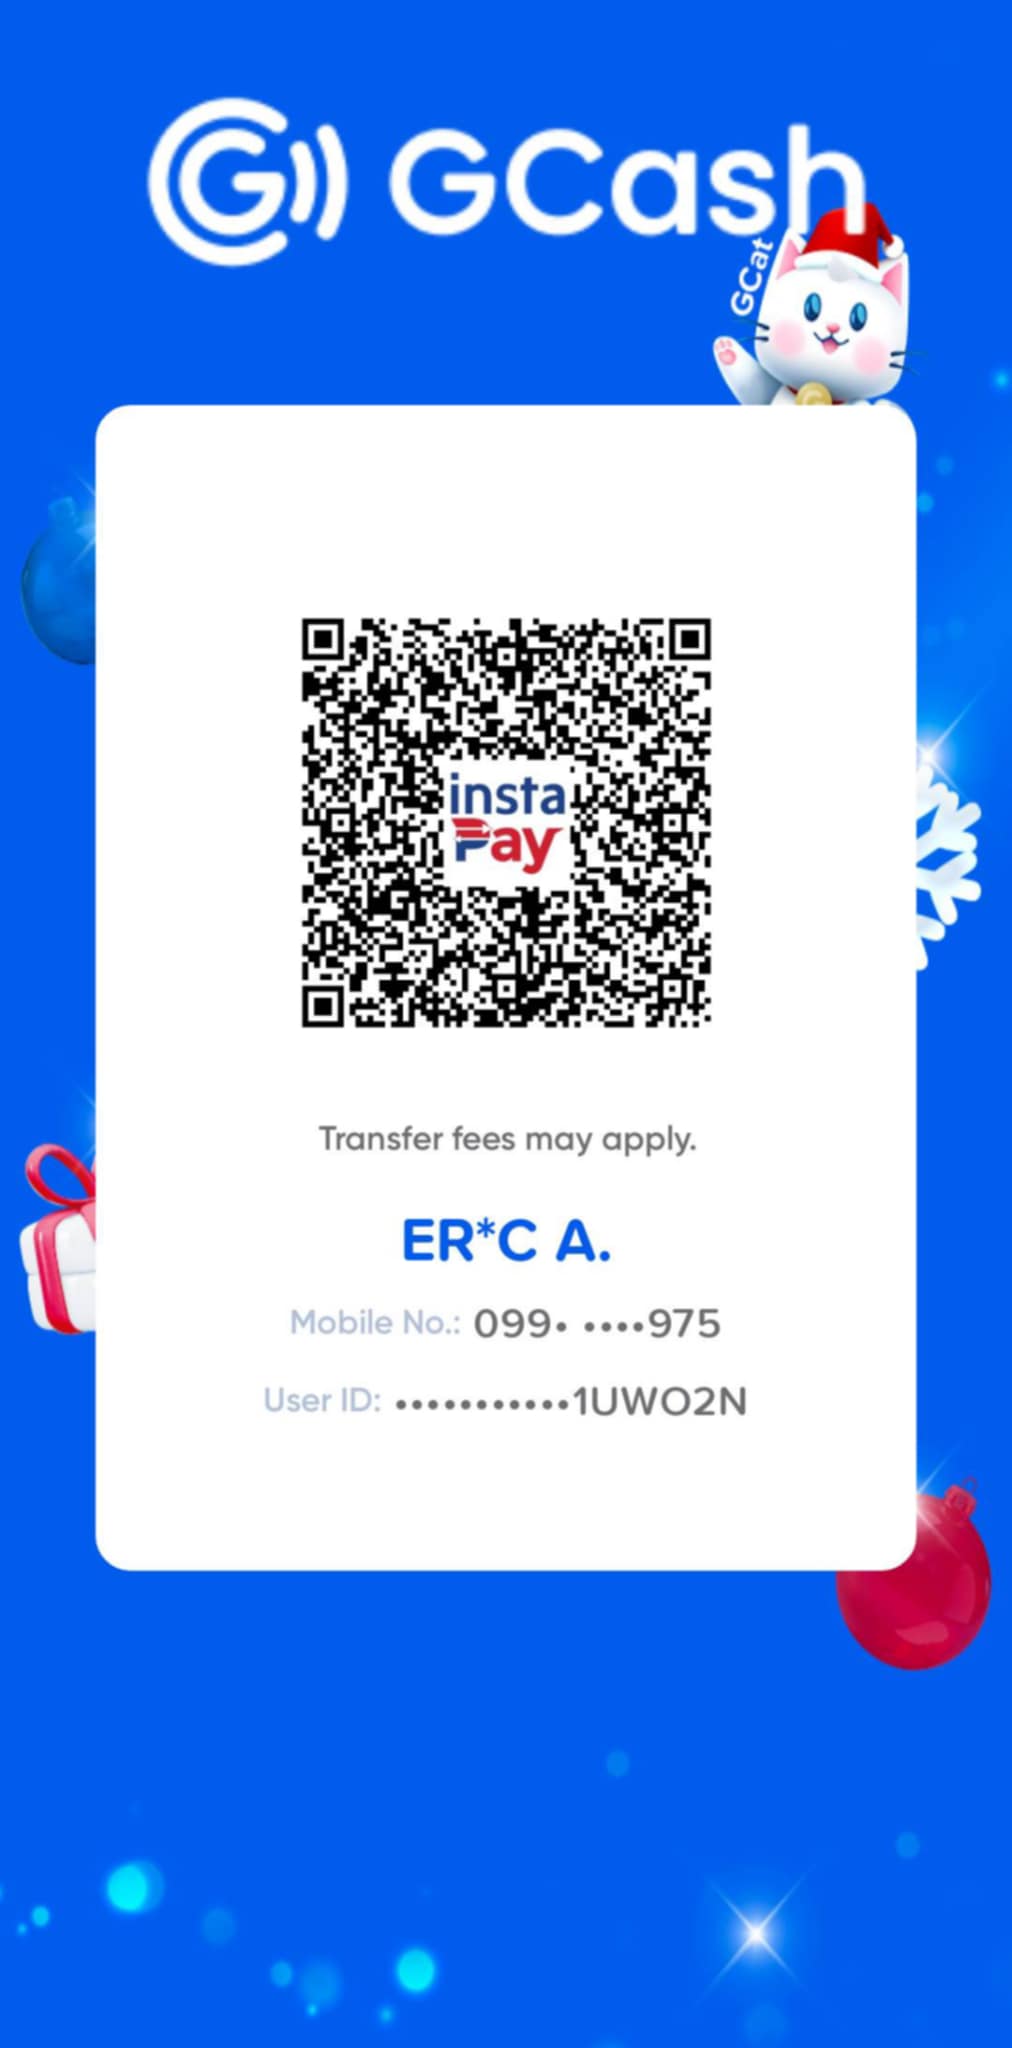 GCash
GCat
insta
Pay
Transfer fees may apply.
ER*C A.
Mobile No.: 099• ••••975
User ID: •••••••••••1UWO2N